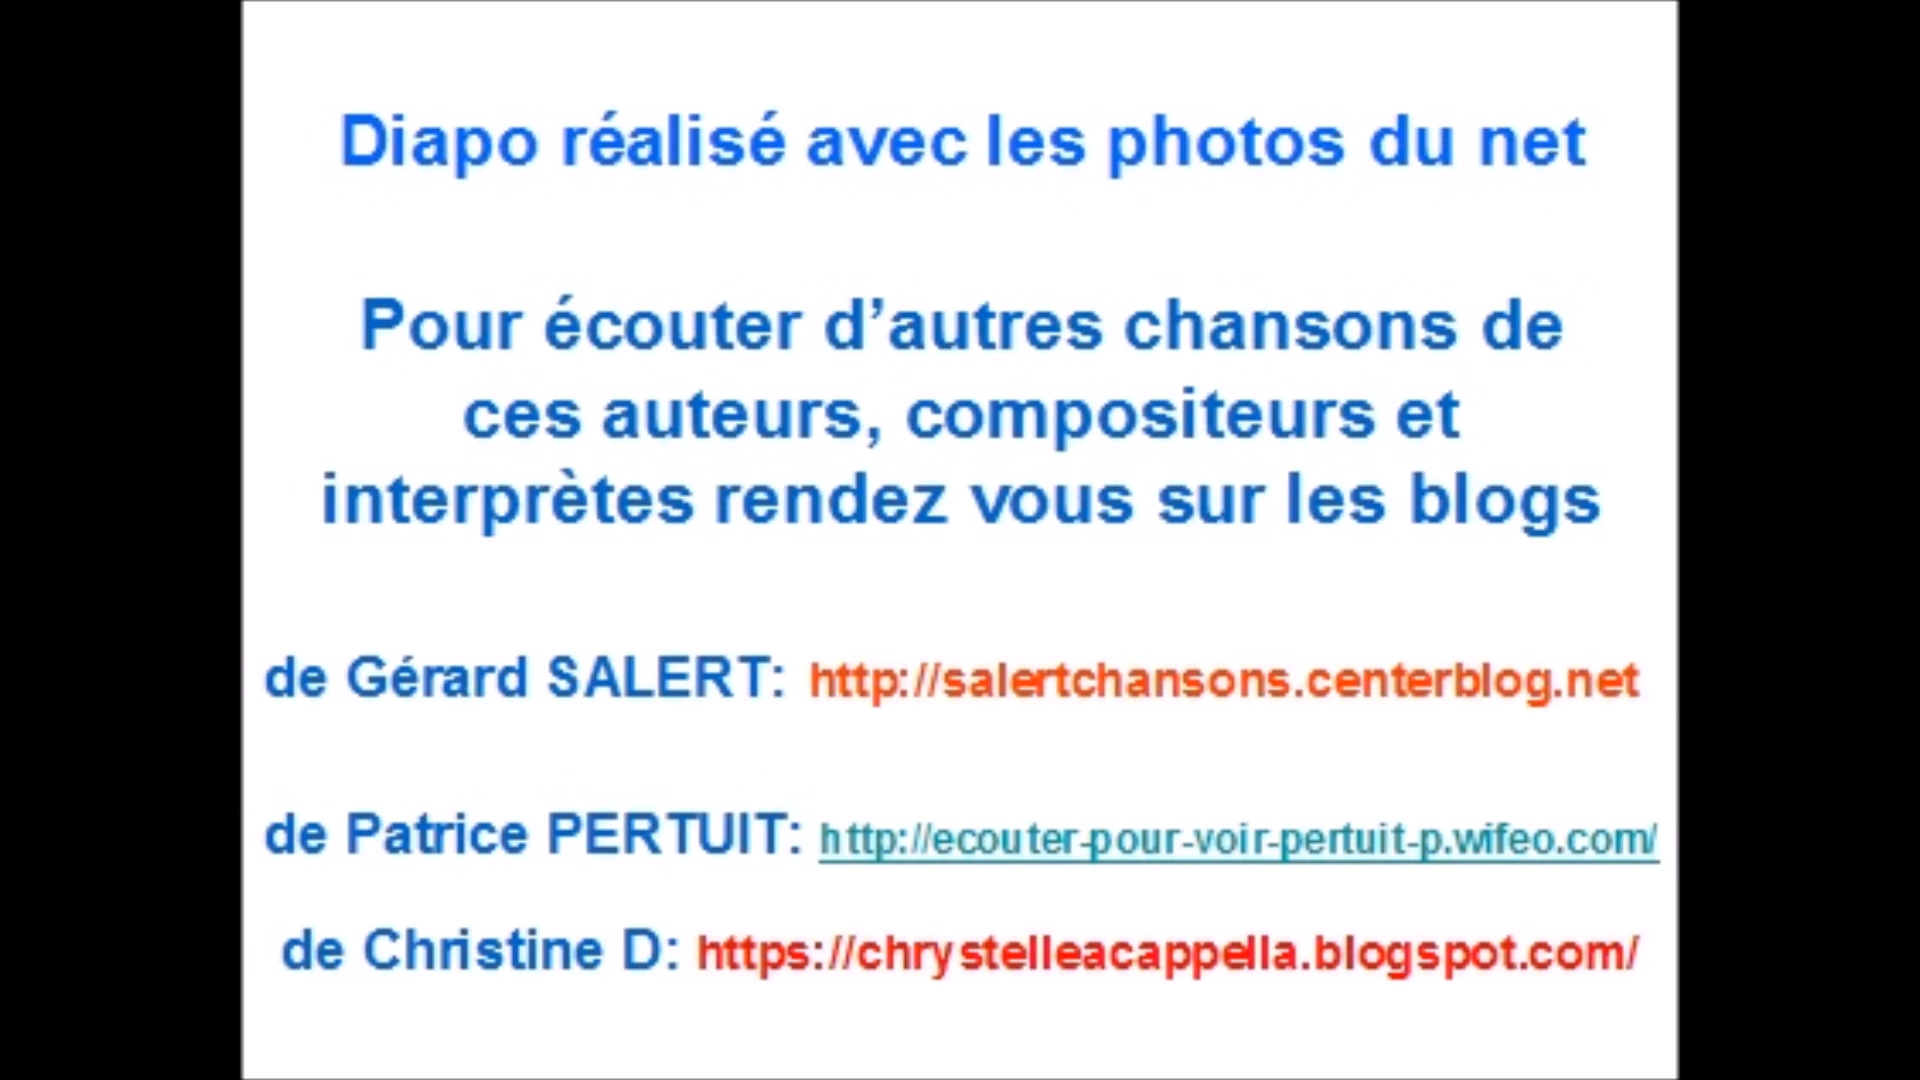 Diapo réalisé avec les photos du net
Pour écouter d’autres chansons de
ces auteurs, compositeurs et
interprètes rendez vous sur les blogs
de Gérard SALERT: http://salertchansons.centerblog.net
de Patrice PERTUIT: http://ecouter-pour-voir-pertuit-p.wifeo.com/
de Christine D: https://chrystelleacappella.blogspot.com/